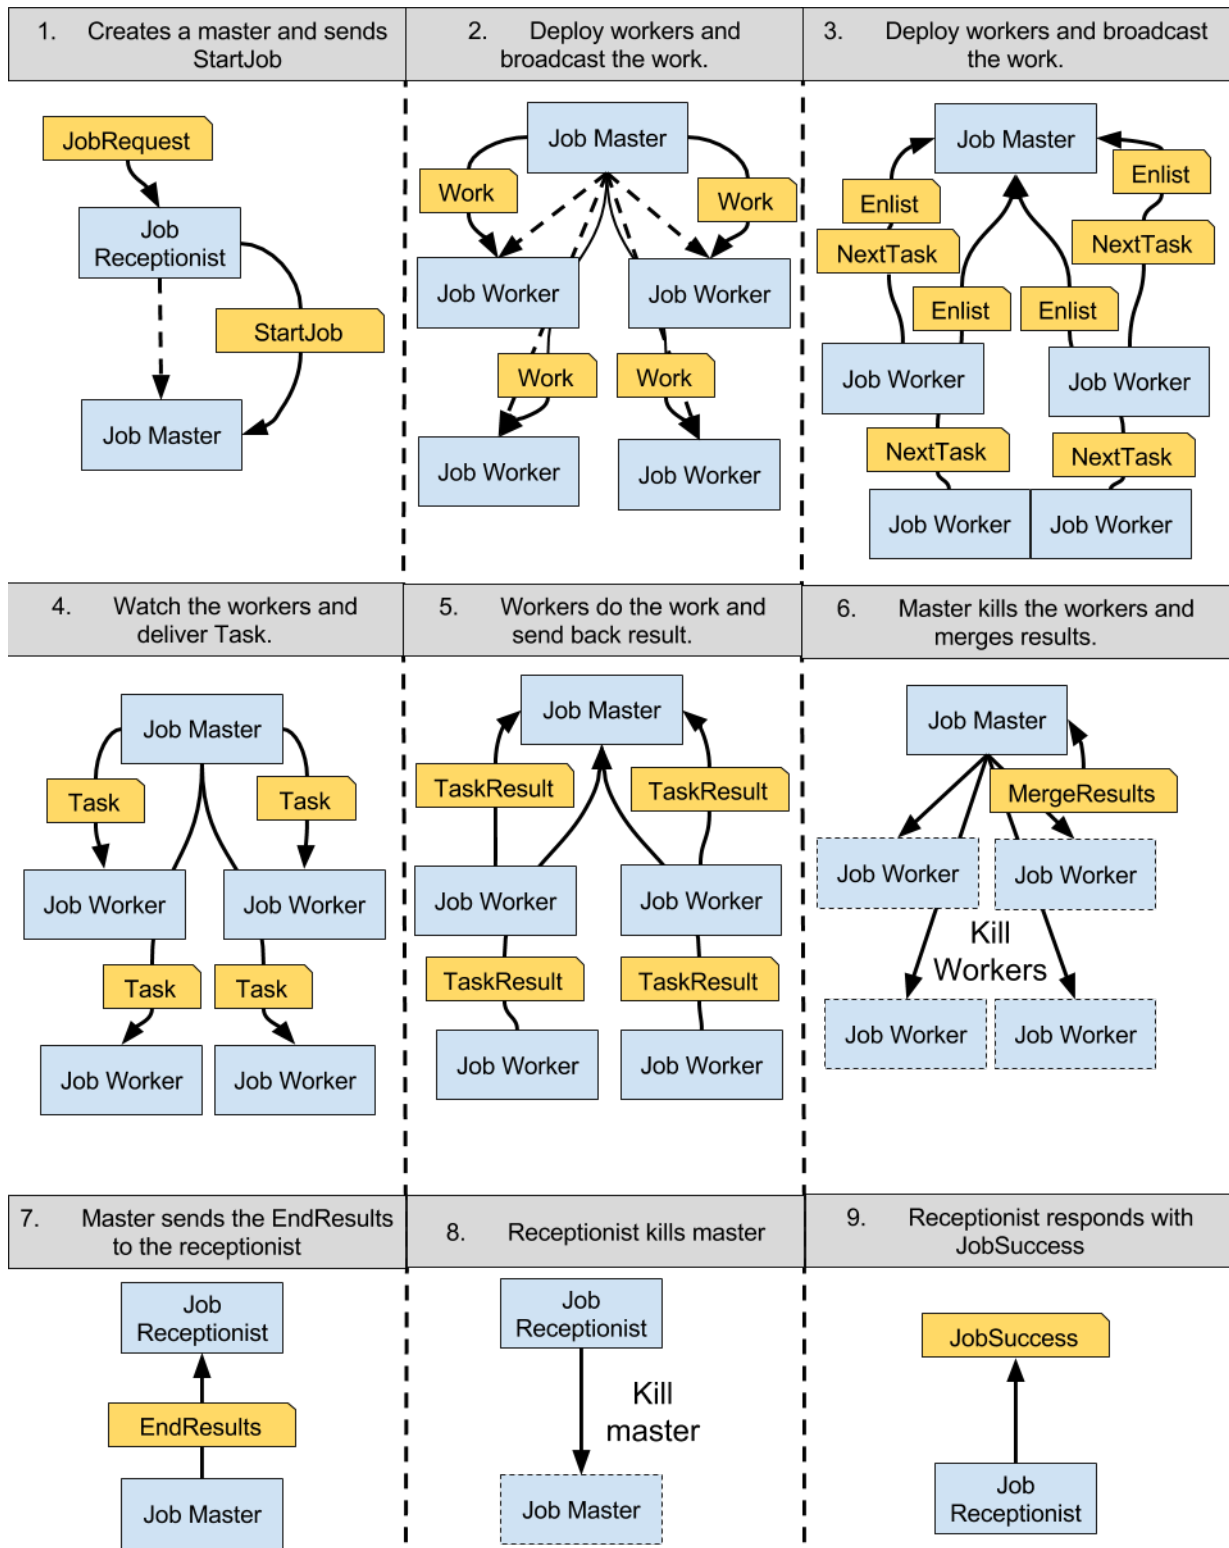 1. Creates a master and sends
StartJob
2. Deploy workers and
broadcast the work.
3. Deploy workers and broadcast
the work.
JobRequest
Job
Receptionist
StartJob
Job Master
Job Master
Work
Work
Job Worker
Job Worker
Work
Work
Job Worker
Job Worker
Job Master
Enlist
Enlist
NextTask
NextTask
Enlist
Enlist
Job Worker
Job Worker
NextTask
NextTask
Job Worker
Job Worker
4. Watch the workers and
deliver Task.
5. Workers do the work and
send back result.
6. Master kills the workers and
merges results.
Job Master
Task
Task
Job Worker
Job Worker
Task
Task
Job Worker
Job Worker
Job Master
TaskResult
TaskResult
Job Worker
Job Worker
TaskResult
TaskResult
Job Worker
Job Worker
Job Master
MergeResults
Job Worker
Job Worker
Kill
Workers
Job Worker
Job Worker
7. Master sends the EndResults
to the receptionist
8. Receptionist kills master
9. Receptionist responds with
JobSuccess
Job
Receptionist
EndResults
Job Master
Job
Receptionist
Kill
master
Job Master
JobSuccess
Job
Receptionist